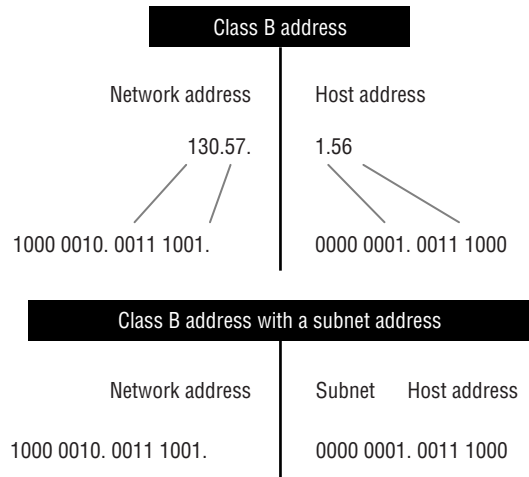 Class B address
Network address Host address
130.57. 1.56
1000 0010. 0011 1001. 0000 0001. 0011 1000
Class B address with a subnet address
Network address Subnet Host address
1000 0010. 0011 1001. 0000 0001. 0011 1000